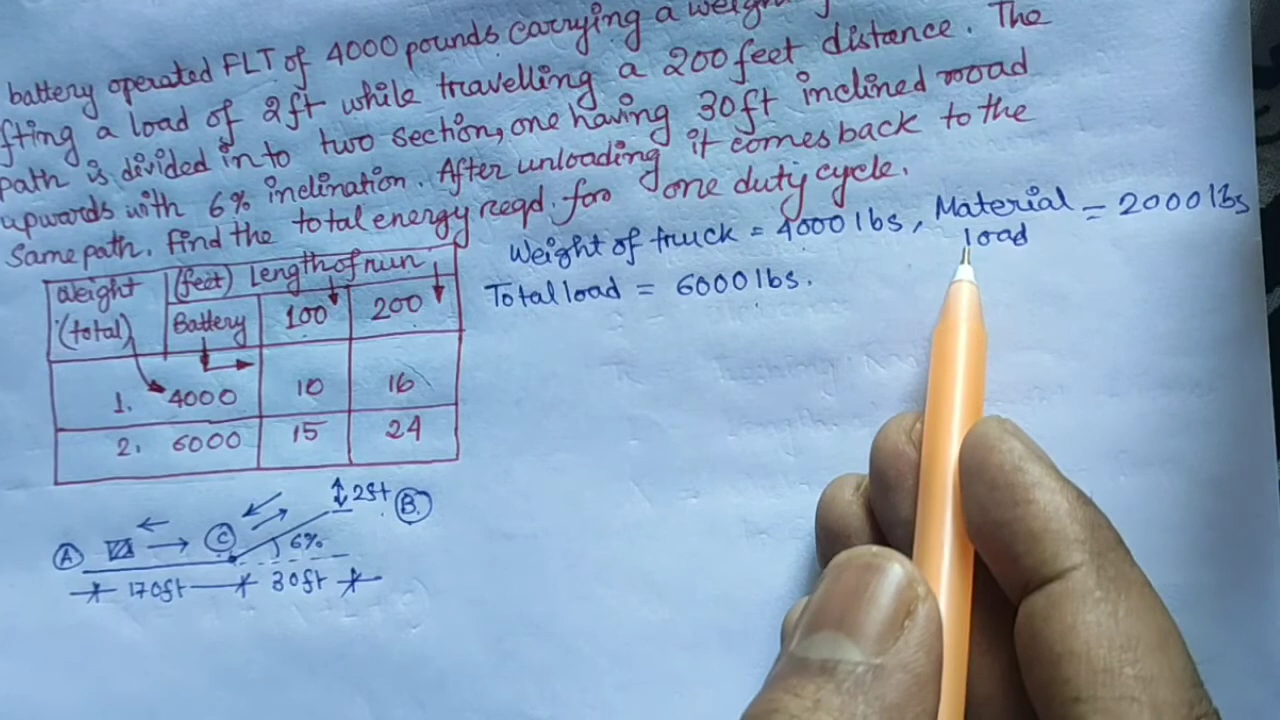 battery operated FLT of 4000 pounds carrying a
fting a load of 2ft while travelling a 200 feet distance. The
path is divided into two section, one having 30ft inclined road
upwards with 6% inclination. After unloading it comes back to the
Same path. Find the total energy reqd. for one duty cycle.
Weight of truck = 4000 lbs, Material load = 2000 lbs
Total load = 6000 lbs.
Weight (total) (feet) Length of run
Battery 100 200
1. 4000 10 16
2. 6000 15 24
2ft B
A C 6%
170ft 30ft